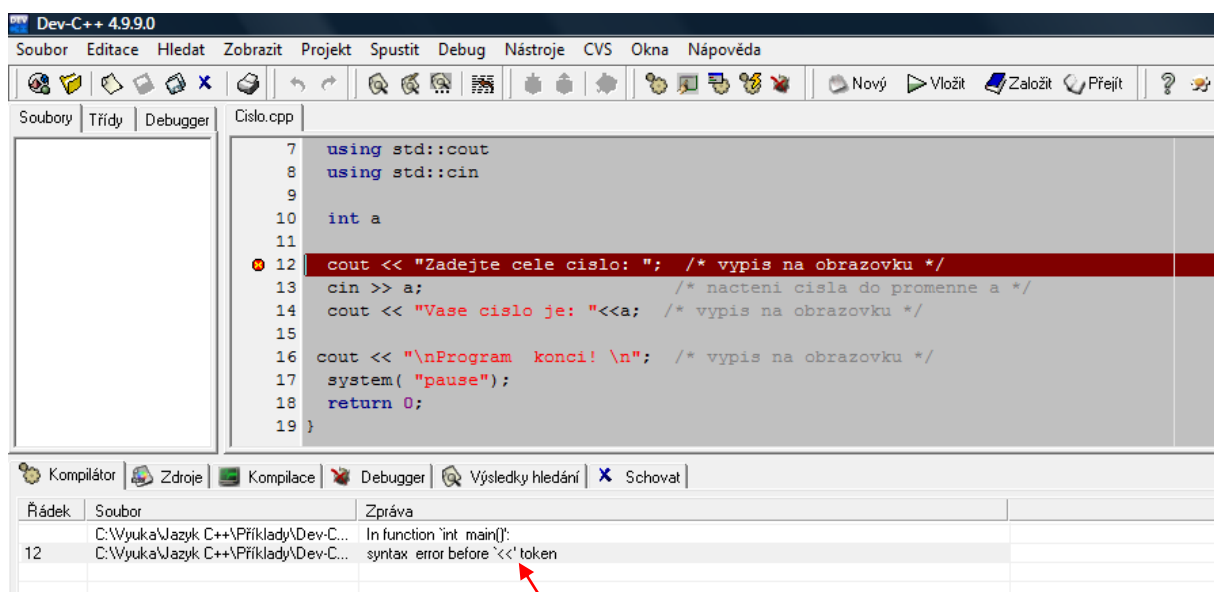 Dev-C++ 4.9.9.0
Soubor Editace Hledat Zobrazit Projekt Spustit Debug Nástroje CVS Okna Nápověda
Nový Vložit Založit Přejít
Soubory Třídy Debugger Cislo.cpp
7 using std::cout
8 using std::cin
9
10 int a
11
12 cout << "Zadejte cele cislo: "; /* vypis na obrazovku */
13 cin >> a; /* nacteni cisla do promenne a */
14 cout << "Vase cislo je: "<<a; /* vypis na obrazovku */
15
16 cout << "\nProgram  konci! \n"; /* vypis na obrazovku */
17 system( "pause");
18 return 0;
19 }
Kompilátor Zdroje Kompilace Debugger Výsledky hledání Schovat
Řádek Soubor Zpráva
C:\Vyuka\Jazyk C++\Příklady\Dev-C... In function `int main()':
12 C:\Vyuka\Jazyk C++\Příklady\Dev-C... syntax error before `<<' token